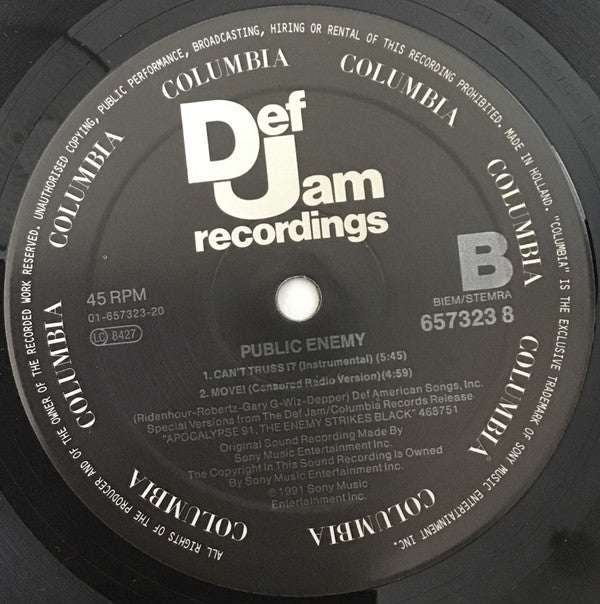 Def
Jam
recordings
45 RPM
01-657323-20
LC 8427
B
BIEM/STEMRA
657323 8
PUBLIC ENEMY
1. CAN'T TRUSS IT (Instrumental) (5:45)
2. MOVE! (Censored Radio Version)(4:59)
(Ridenhour-Robertz-Gary G-Wiz-Depper) Def American Songs, Inc.
Special Versions from The Def Jam/Columbia Records Release
"APOCALYPSE 91, THE ENEMY STRIKES BLACK" 468751
Original Sound Recording Made By
Sony Music Entertainment Inc.
The Copyright In This Sound Recording Is Owned
By Sony Music Entertainment Inc.
©1991 Sony Music
Entertainment Inc.
ALL RIGHTS OF THE PRODUCER AND OF THE OWNER OF THE RECORDED WORK RESERVED. UNAUTHORISED COPYING, PUBLIC PERFORMANCE, BROADCASTING, HIRING OR RENTAL OF THIS RECORDING PROHIBITED. MADE IN HOLLAND. "COLUMBIA" IS THE EXCLUSIVE TRADEMARK OF SONY MUSIC ENTERTAINMENT INC.
COLUMBIA
COLUMBIA
COLUMBIA
COLUMBIA
COLUMBIA
COLUMBIA
COLUMBIA
COLUMBIA
COLUMBIA
COLUMBIA
COLUMBIA